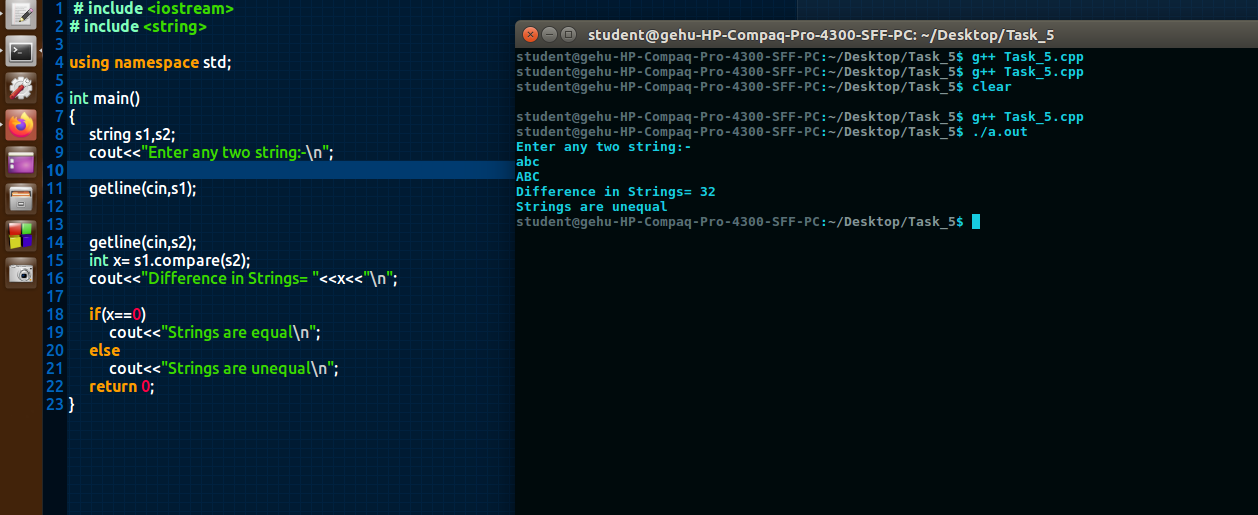 1 # include <iostream>
2 # include <string>
3
4 using namespace std;
5
6 int main()
7 {
8 string s1,s2;
9 cout<<"Enter any two string:-\n";
10
11 getline(cin,s1);
12
13
14 getline(cin,s2);
15 int x= s1.compare(s2);
16 cout<<"Difference in Strings= "<<x<<"\n";
17
18 if(x==0)
19 cout<<"Strings are equal\n";
20 else
21 cout<<"Strings are unequal\n";
22 return 0;
23 }
student@gehu-HP-Compaq-Pro-4300-SFF-PC: ~/Desktop/Task_5
student@gehu-HP-Compaq-Pro-4300-SFF-PC:~/Desktop/Task_5$ g++ Task_5.cpp
student@gehu-HP-Compaq-Pro-4300-SFF-PC:~/Desktop/Task_5$ g++ Task_5.cpp
student@gehu-HP-Compaq-Pro-4300-SFF-PC:~/Desktop/Task_5$ clear
student@gehu-HP-Compaq-Pro-4300-SFF-PC:~/Desktop/Task_5$ g++ Task_5.cpp
student@gehu-HP-Compaq-Pro-4300-SFF-PC:~/Desktop/Task_5$ ./a.out
Enter any two string:-
abc
ABC
Difference in Strings= 32
Strings are unequal
student@gehu-HP-Compaq-Pro-4300-SFF-PC:~/Desktop/Task_5$